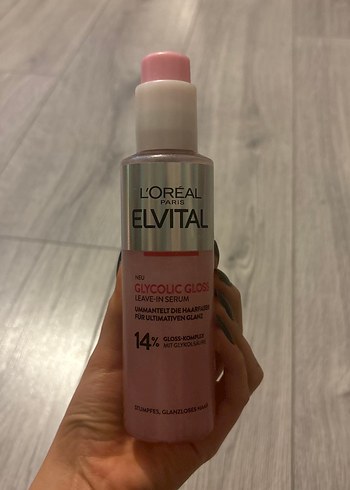 L'ORÉAL
PARIS
ELVITAL
NEU
GLYCOLIC GLOSS
LEAVE-IN SERUM
UMMANTELT DIE HAARFASER
FÜR ULTIMATIVEN GLANZ
14% GLOSS-KOMPLEX
MIT GLYKOLSÄURE
STUMPFES, GLANZLOSES HAAR